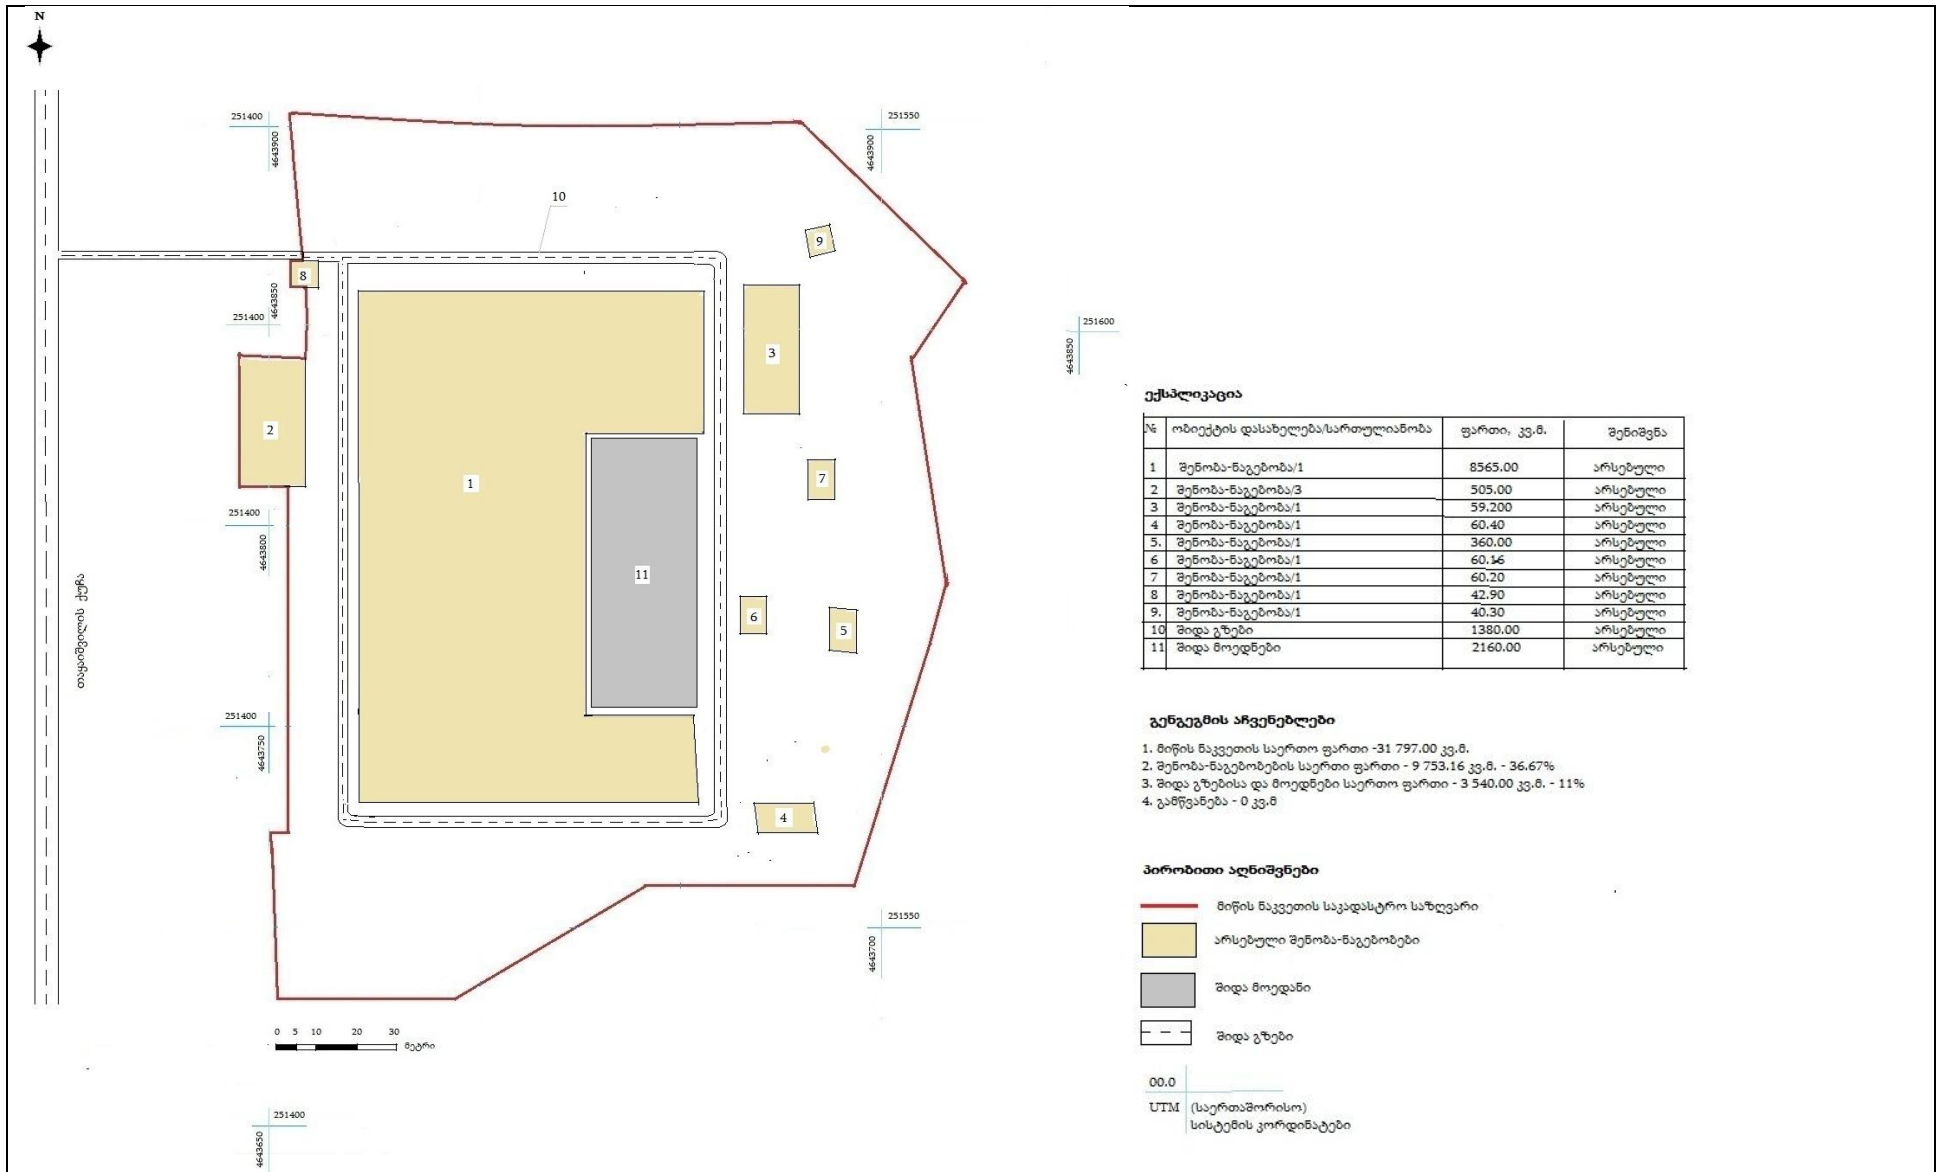 N
251400
4643900
251550
4643900
10
9
8
4643850
251400
3
251600
4643850
2
1
7
251400
4643800
11
6
5
თაყაიშვილის ქუჩა
251400
4643750
4
251550
4643700
0 5 10 20 30
მეტრი
251400
4643650
ექსპლიკაცია
№ ობიექტის დასახელება/სართულიანობა ფართი, კვ.მ. შენიშვნა
1 შენობა-ნაგებობა/1 8565.00 არსებული
2 შენობა-ნაგებობა/3 505.00 არსებული
3 შენობა-ნაგებობა/1 59.200 არსებული
4 შენობა-ნაგებობა/1 60.40 არსებული
5. შენობა-ნაგებობა/1 360.00 არსებული
6 შენობა-ნაგებობა/1 60.16 არსებული
7 შენობა-ნაგებობა/1 60.20 არსებული
8 შენობა-ნაგებობა/1 42.90 არსებული
9. შენობა-ნაგებობა/1 40.30 არსებული
10 შიდა გზები 1380.00 არსებული
11 შიდა მოედნები 2160.00 არსებული
გენგეგმის აჩვენებლები
1. მიწის ნაკვეთის საერთო ფართი -31 797.00 კვ.მ.
2. შენობა-ნაგებობების საერთი ფართი - 9 753.16 კვ.მ. - 36.67%
3. შიდა გზებისა და მოედნები საერთო ფართი - 3 540.00 კვ.მ. - 11%
4. გამწვანება - 0 კვ.მ
პირობითი აღნიშვნები
მიწის ნაკვეთის საკადასტრო საზღვარი
არსებული შენობა-ნაგებობები
შიდა მოედანი
შიდა გზები
00.0
UTM (საერთაშორისო)
სისტემის კორდინატები